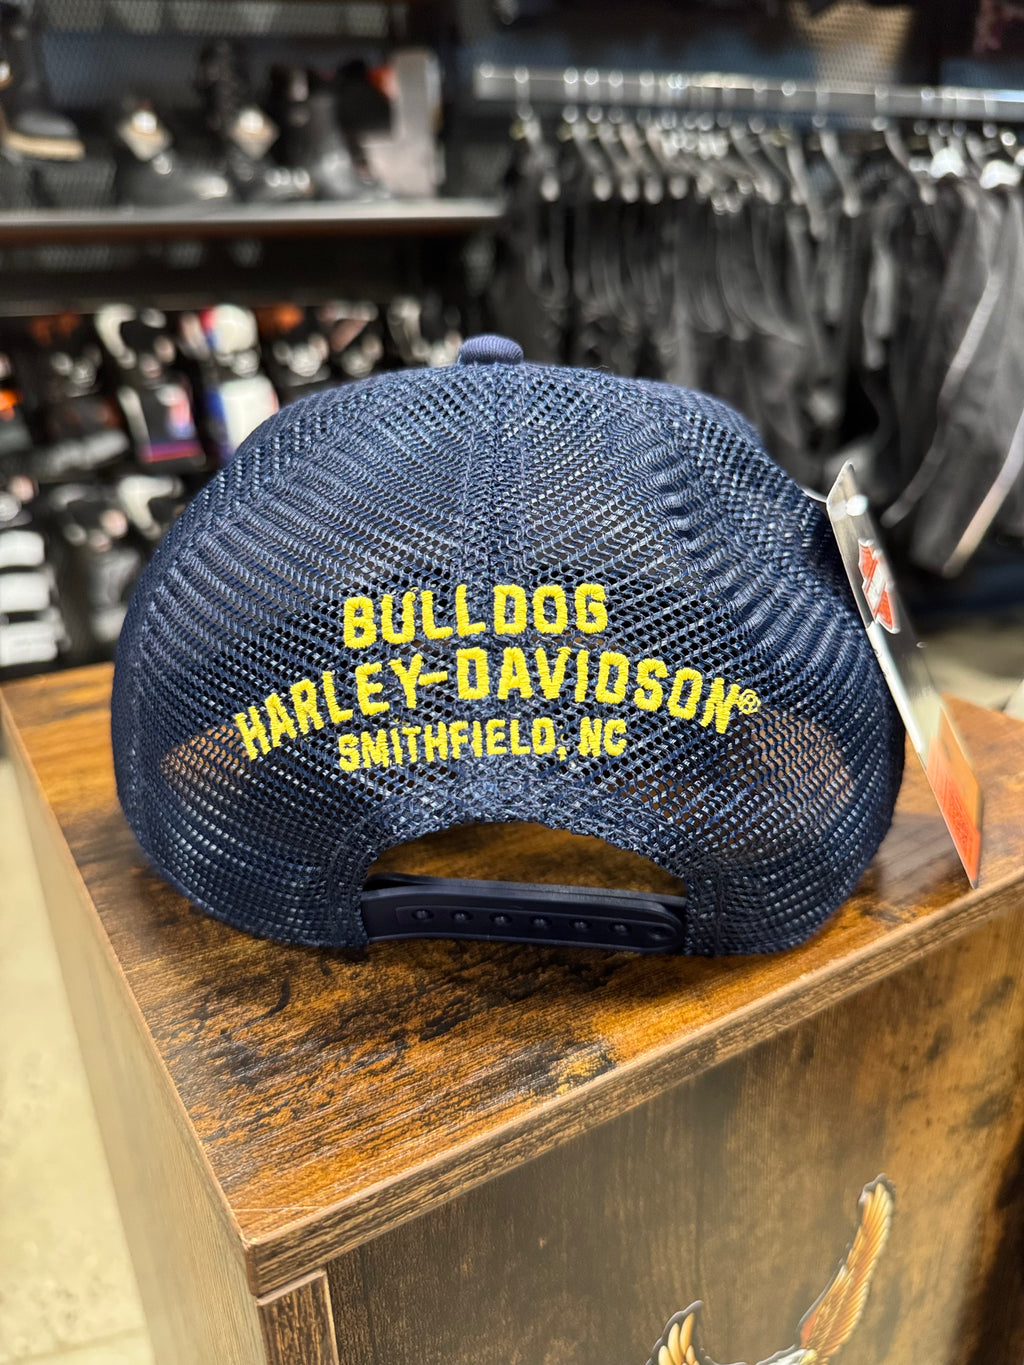 BULLDOG
HARLEY-DAVIDSON®
SMITHFIELD, NC